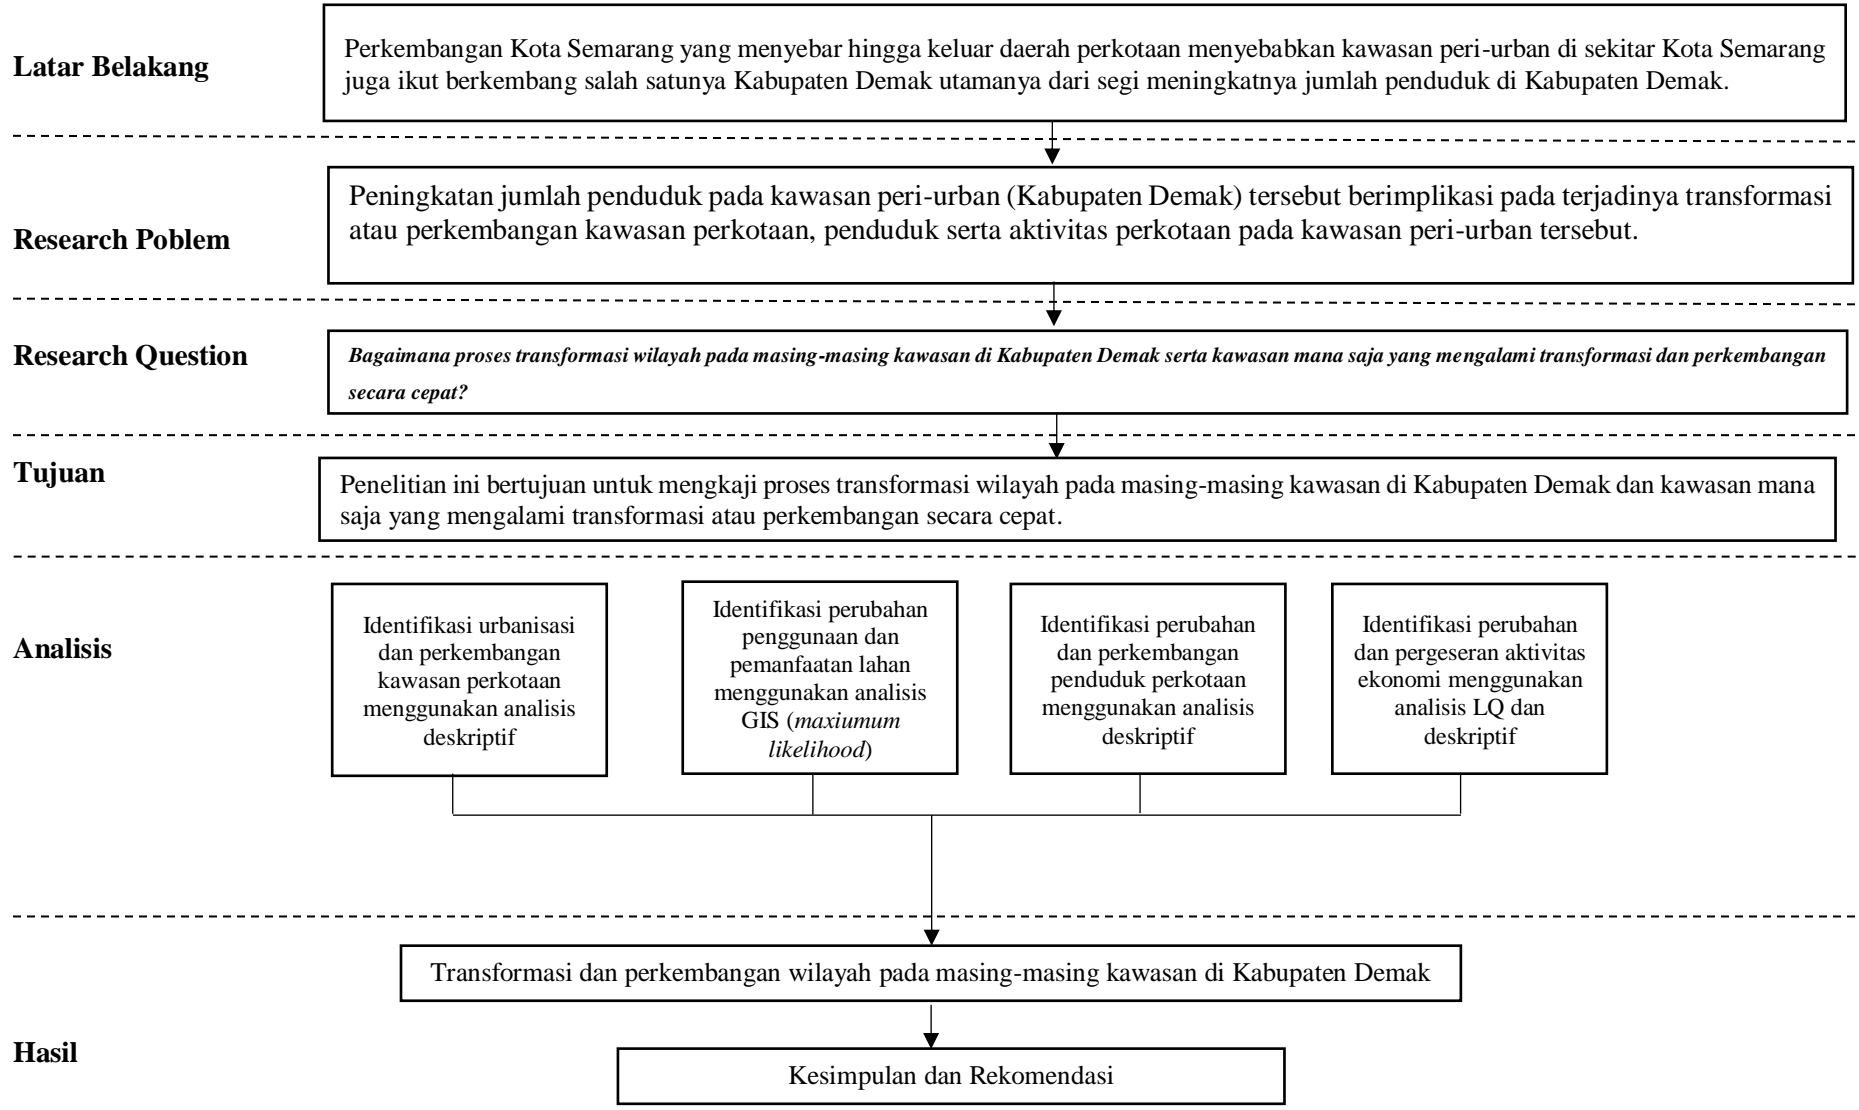 Latar Belakang
Perkembangan Kota Semarang yang menyebar hingga keluar daerah perkotaan menyebabkan kawasan peri-urban di sekitar Kota Semarang
juga ikut berkembang salah satunya Kabupaten Demak utamanya dari segi meningkatnya jumlah penduduk di Kabupaten Demak.
Research Poblem
Peningkatan jumlah penduduk pada kawasan peri-urban (Kabupaten Demak) tersebut berimplikasi pada terjadinya transformasi
atau perkembangan kawasan perkotaan, penduduk serta aktivitas perkotaan pada kawasan peri-urban tersebut.
Research Question
Bagaimana proses transformasi wilayah pada masing-masing kawasan di Kabupaten Demak serta kawasan mana saja yang mengalami transformasi dan perkembangan
secara cepat?
Tujuan
Penelitian ini bertujuan untuk mengkaji proses transformasi wilayah pada masing-masing kawasan di Kabupaten Demak dan kawasan mana
saja yang mengalami transformasi atau perkembangan secara cepat.
Analisis
Identifikasi urbanisasi
dan perkembangan
kawasan perkotaan
menggunakan analisis
deskriptif
Identifikasi perubahan
penggunaan dan
pemanfaatan lahan
menggunakan analisis
GIS (maxiumum
likelihood)
Identifikasi perubahan
dan perkembangan
penduduk perkotaan
menggunakan analisis
deskriptif
Identifikasi perubahan
dan pergeseran aktivitas
ekonomi menggunakan
analisis LQ dan
deskriptif
Transformasi dan perkembangan wilayah pada masing-masing kawasan di Kabupaten Demak
Hasil
Kesimpulan dan Rekomendasi